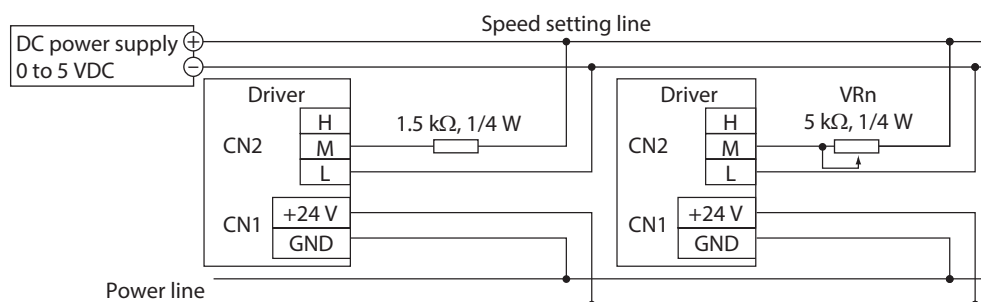 Speed setting line
DC power supply
0 to 5 VDC
+
−
Driver
CN2
H
M
L
1.5 kΩ, 1/4 W
CN1
+24 V
GND
Driver
CN2
H
M
L
VRn
5 kΩ, 1/4 W
CN1
+24 V
GND
Power line